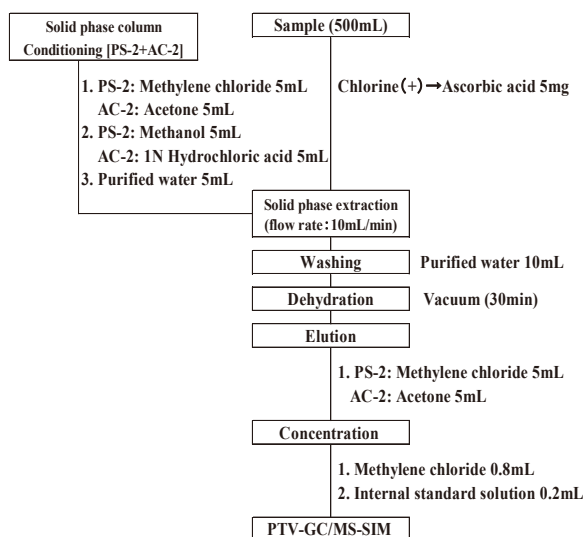 Solid phase column
Conditioning [PS-2+AC-2]
1. PS-2: Methylene chloride 5mL
AC-2: Acetone 5mL
2. PS-2: Methanol 5mL
AC-2: 1N Hydrochloric acid 5mL
3. Purified water 5mL
Sample (500mL)
Chlorine(+)→Ascorbic acid 5mg
Solid phase extraction
(flow rate:10mL/min)
Washing
Purified water 10mL
Dehydration
Vacuum (30min)
Elution
1. PS-2: Methylene chloride 5mL
AC-2: Acetone 5mL
Concentration
1. Methylene chloride 0.8mL
2. Internal standard solution 0.2mL
PTV-GC/MS-SIM